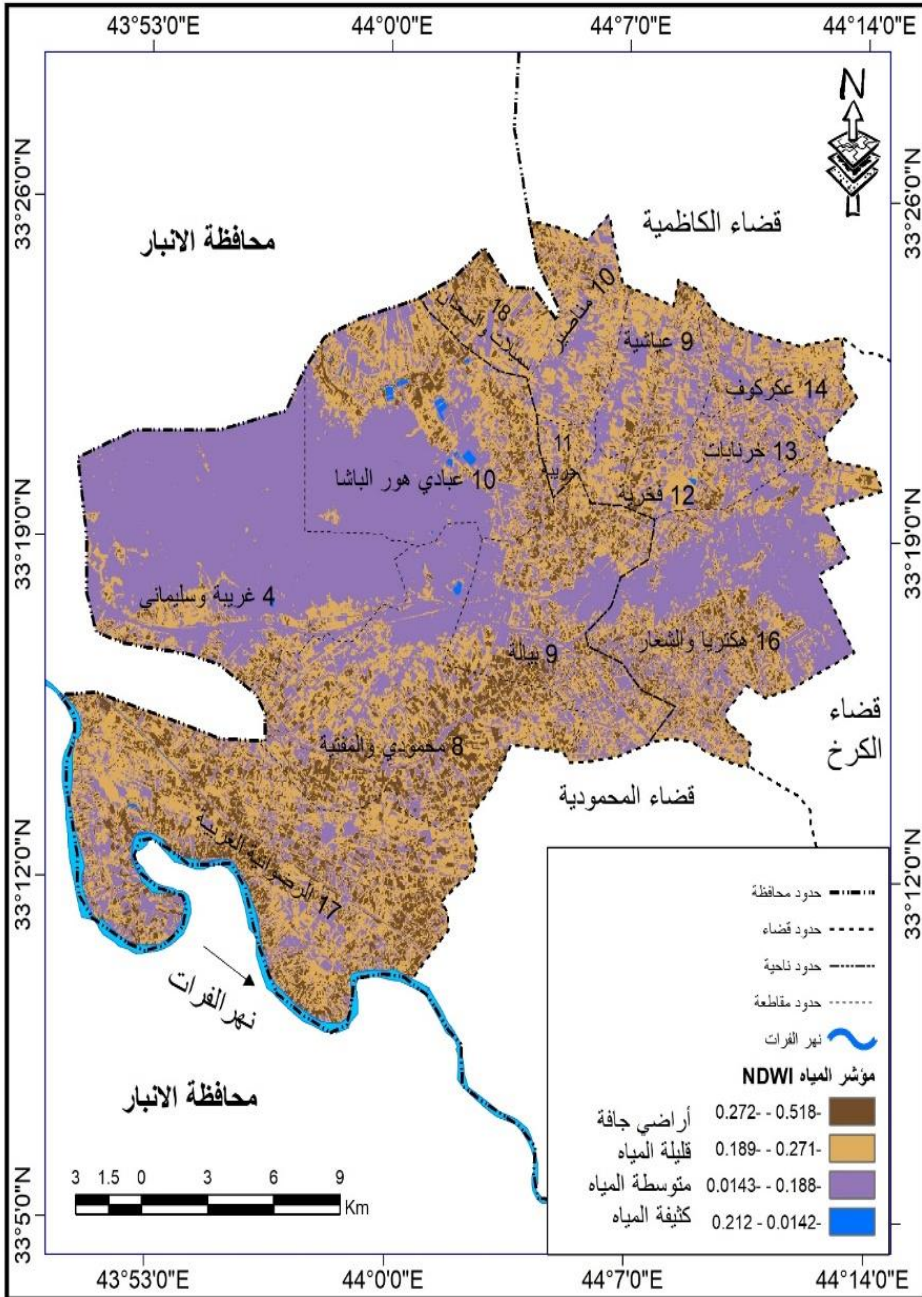 43°53'0"E 44°0'0"E 44°7'0"E 44°14'0"E
N
33°26'0"N
33°26'0"N
محافظة الانبار
قضاء الكاظمية
10 مناصير
18
9 عياشية
14 عكركوف
13 خرنابات
11
حرية
12 فخرية
10 عبادي هور الباشا
33°19'0"N
33°19'0"N
4 غريبة وسليماني
16 هكتريا والشعار
9 بيالة
قضاء
الكرخ
8 محمودي والمفتية
قضاء المحمودية
17 الرضوانية الغربية
33°12'0"N
33°12'0"N
نهر الفرات
محافظة الانبار
حدود محافظة
حدود قضاء
حدود ناحية
حدود مقاطعة
نهر الفرات
مؤشر المياه NDWI
أراضي جافة 0.272- - 0.518-
قليلة المياه 0.189- - 0.271-
متوسطة المياه 0.0143- - 0.188-
كثيفة المياه 0.212 - 0.0142-
3 1.5 0 3 6 9
Km
33°5'0"N
43°53'0"E 44°0'0"E 44°7'0"E 44°14'0"E